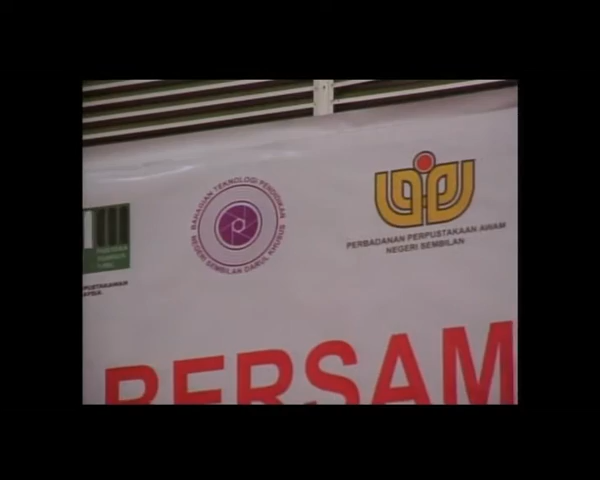 BAHAGIAN TEKNOLOGI PENDIDIKAN
NEGERI SEMBILAN DARUL KHUSUS
PERBADANAN PERPUSTAKAAN AWAM
NEGERI SEMBILAN
BERSAM